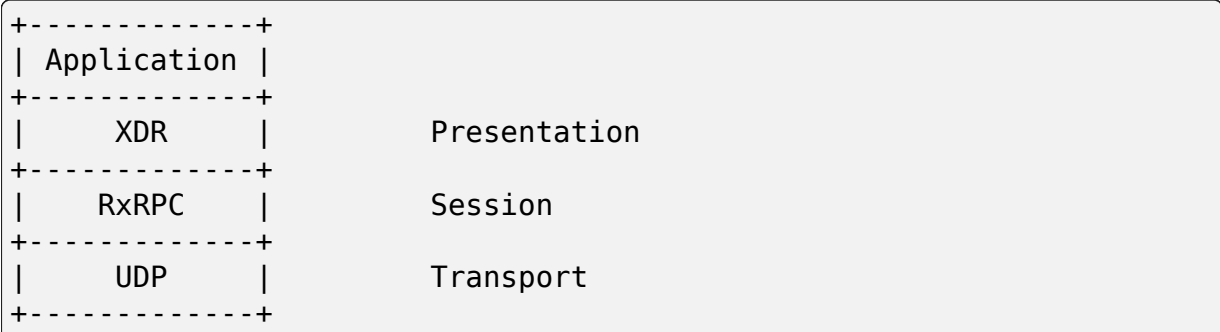 +-------------+
| Application |
+-------------+
|     XDR     |         Presentation
+-------------+
|    RxRPC    |         Session
+-------------+
|     UDP     |         Transport
+-------------+